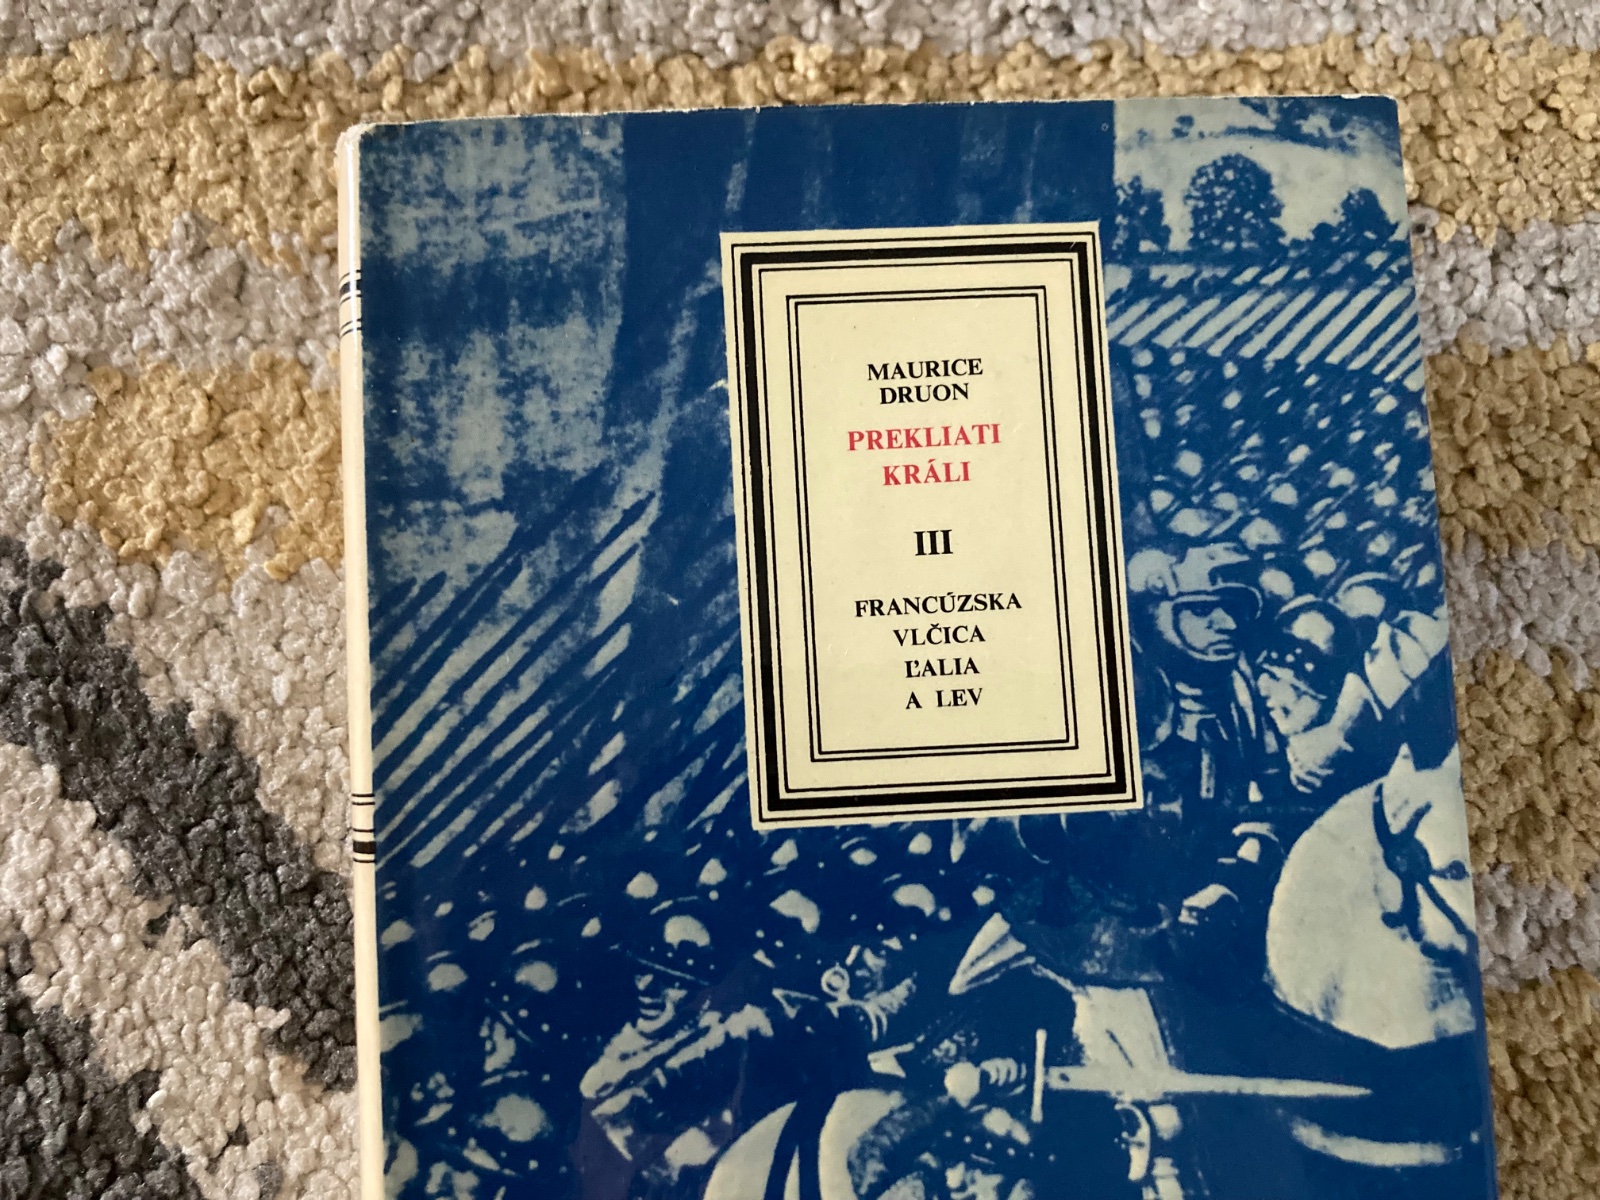 MAURICE
DRUON
PREKLIATI
KRÁLI
III
FRANCÚZSKA
VLČICA
ĽALIA
A LEV